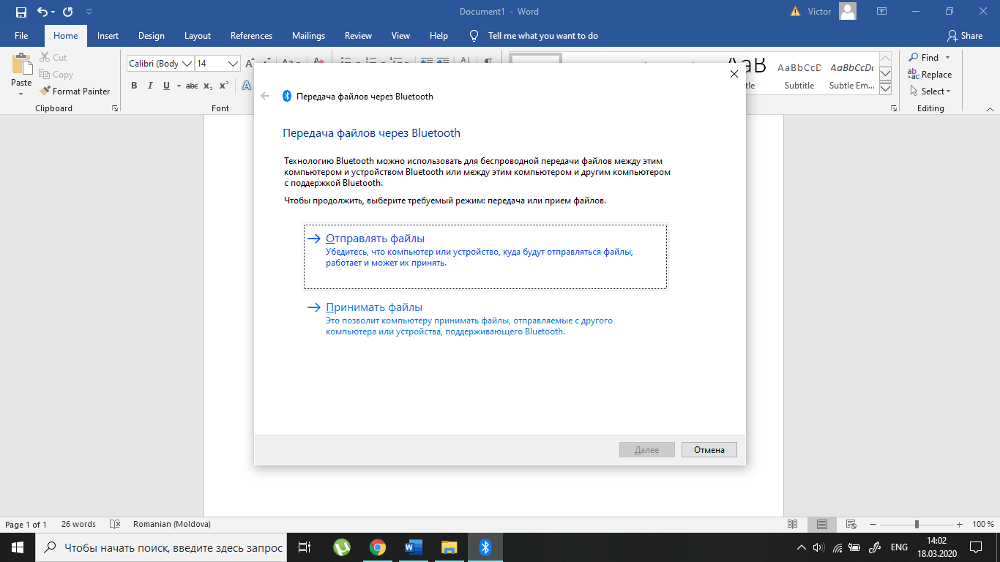 Document1 - Word
Victor
File Home Insert Design Layout References Mailings Review View Help Tell me what you want to do Share
Paste
Cut
Copy
Format Painter
Clipboard
Calibri (Body 14
B I U abc x₂ x² A
Font
AaBbCcD AaBbCcDc
Subtitle Subtle Em...
Find
Replace
Select
Editing
Передача файлов через Bluetooth
Передача файлов через Bluetooth
Технологию Bluetooth можно использовать для беспроводной передачи файлов между этим
компьютером и устройством Bluetooth или между этим компьютером и другим компьютером
с поддержкой Bluetooth.
Чтобы продолжить, выберите требуемый режим: передача или прием файлов.
Отправлять файлы
Убедитесь, что компьютер или устройство, куда будут отправляться файлы,
работает и может их принять.
Принимать файлы
Это позволит компьютеру принимать файлы, отправляемые с другого
компьютера или устройства, поддерживающего Bluetooth.
Далее Отмена
Page 1 of 1 26 words Romanian (Moldova) 100 %
Чтобы начать поиск, введите здесь запрос
ENG
14:02
18.03.2020